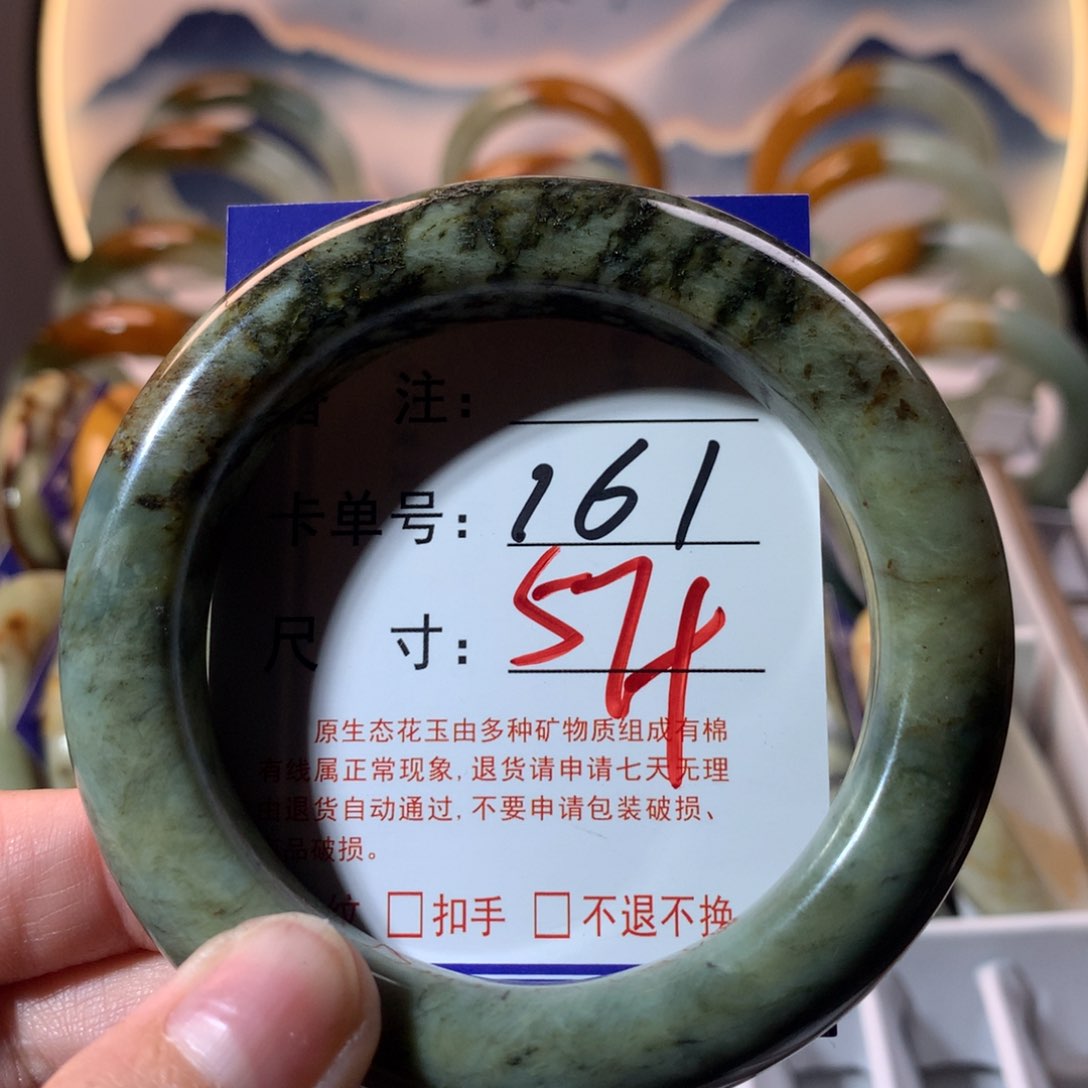 备 注：
卡单号：161
尺 寸：574
原生态花玉由多种矿物质组成有棉
有线属正常现象，退货请申请七天无理
由退货自动通过，不要申请包装破损、
品破损。
纹 □扣手 □不退不换